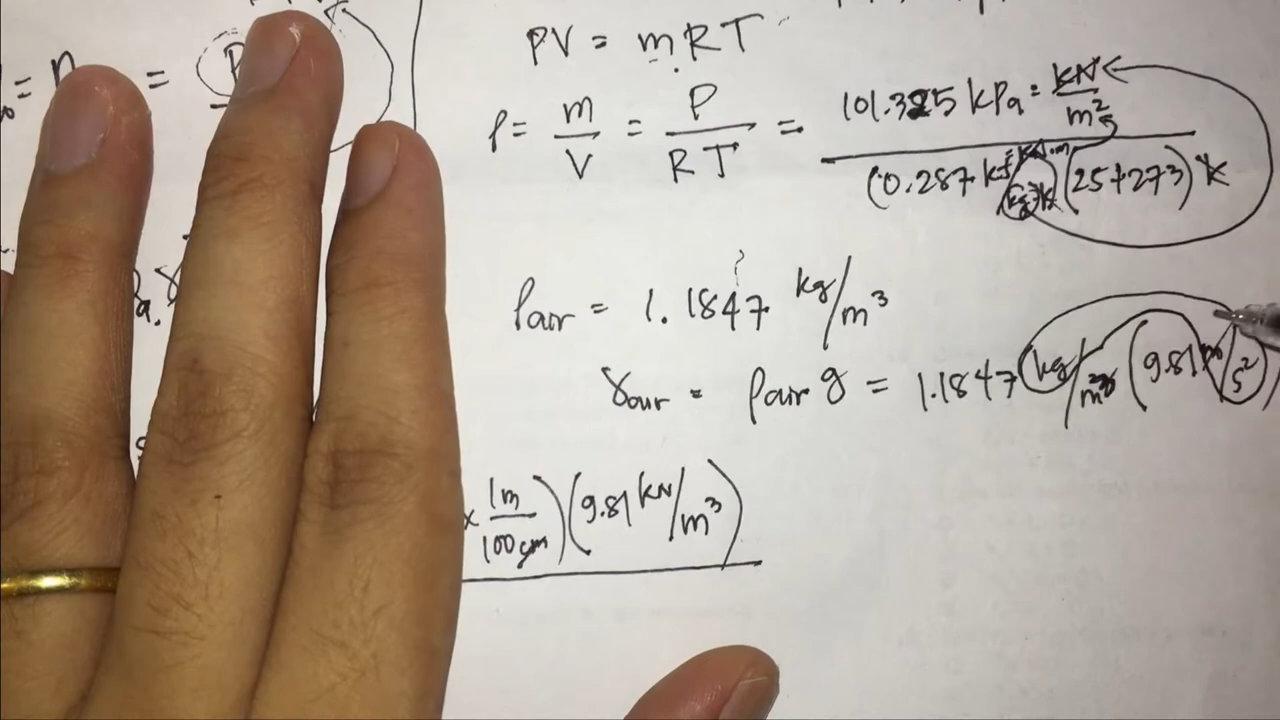 PV = mRT
ρ = m/V = P/RT = 101.325 kPa = kN/m² / (0.287 kJ kN.m/kg·K)(25+273) K
ρair = 1.1847 kg/m³
γair = ρair g = 1.1847 kg/m³ (9.81 m/s²)
× 1m/100cm)(9.81 kN/m³)